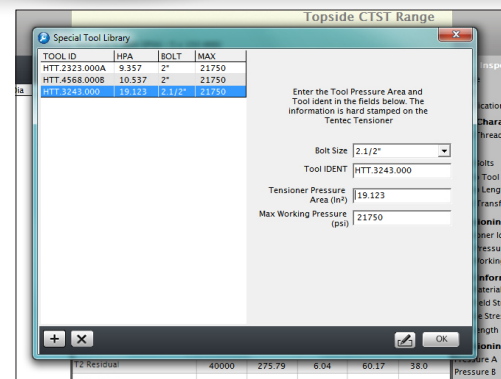 Topside CTST Range
Special Tool Library
TOOL ID HPA BOLT MAX
HTT.2323.000A 9.357 2" 21750
HTT.4568.000B 10.537 2" 21750
HTT.3243.000 19.123 2.1/2" 21750
Enter the Tool Pressure Area and
Tool ident in the fields below. The
information is hard stamped on the
Tentec Tensioner
Bolt Size 2.1/2"
Tool IDENT HTT.3243.000
Tensioner Pressure
Area (In²) 19.123
Max Working Pressure
(psi) 21750
OK
T2 Residual 40000 275.79 6.04 60.17 38.0
Pressure B